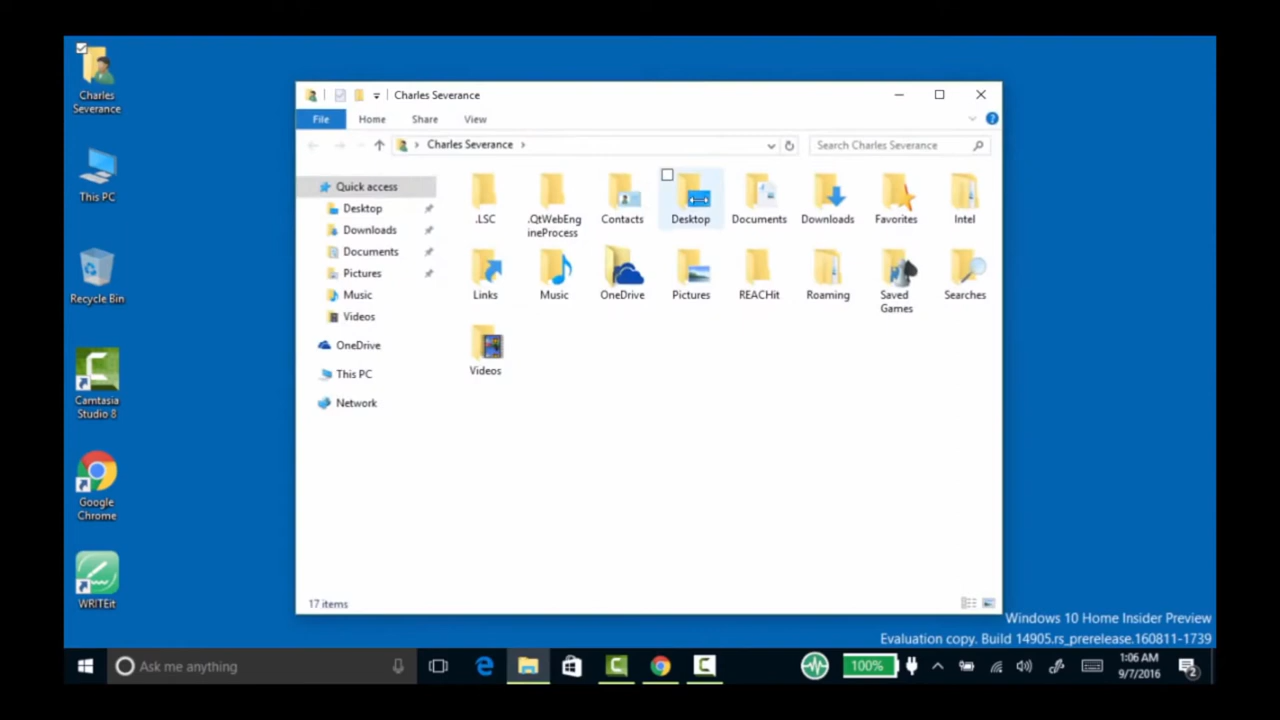 Charles
Severance
This PC
Recycle Bin
Camtasia
Studio 8
Google
Chrome
WRITEit
Charles Severance
File Home Share View
Charles Severance
Search Charles Severance
Quick access
Desktop
Downloads
Documents
Pictures
Music
Videos
OneDrive
This PC
Network
.LSC
.QtWebEng
ineProcess
Contacts
Desktop
Documents
Downloads
Favorites
Intel
Links
Music
OneDrive
Pictures
REACHit
Roaming
Saved
Games
Searches
Videos
17 items
Windows 10 Home Insider Preview
Evaluation copy. Build 14905.rs_prerelease.160811-1739
Ask me anything
100%
1:06 AM
9/7/2016
2